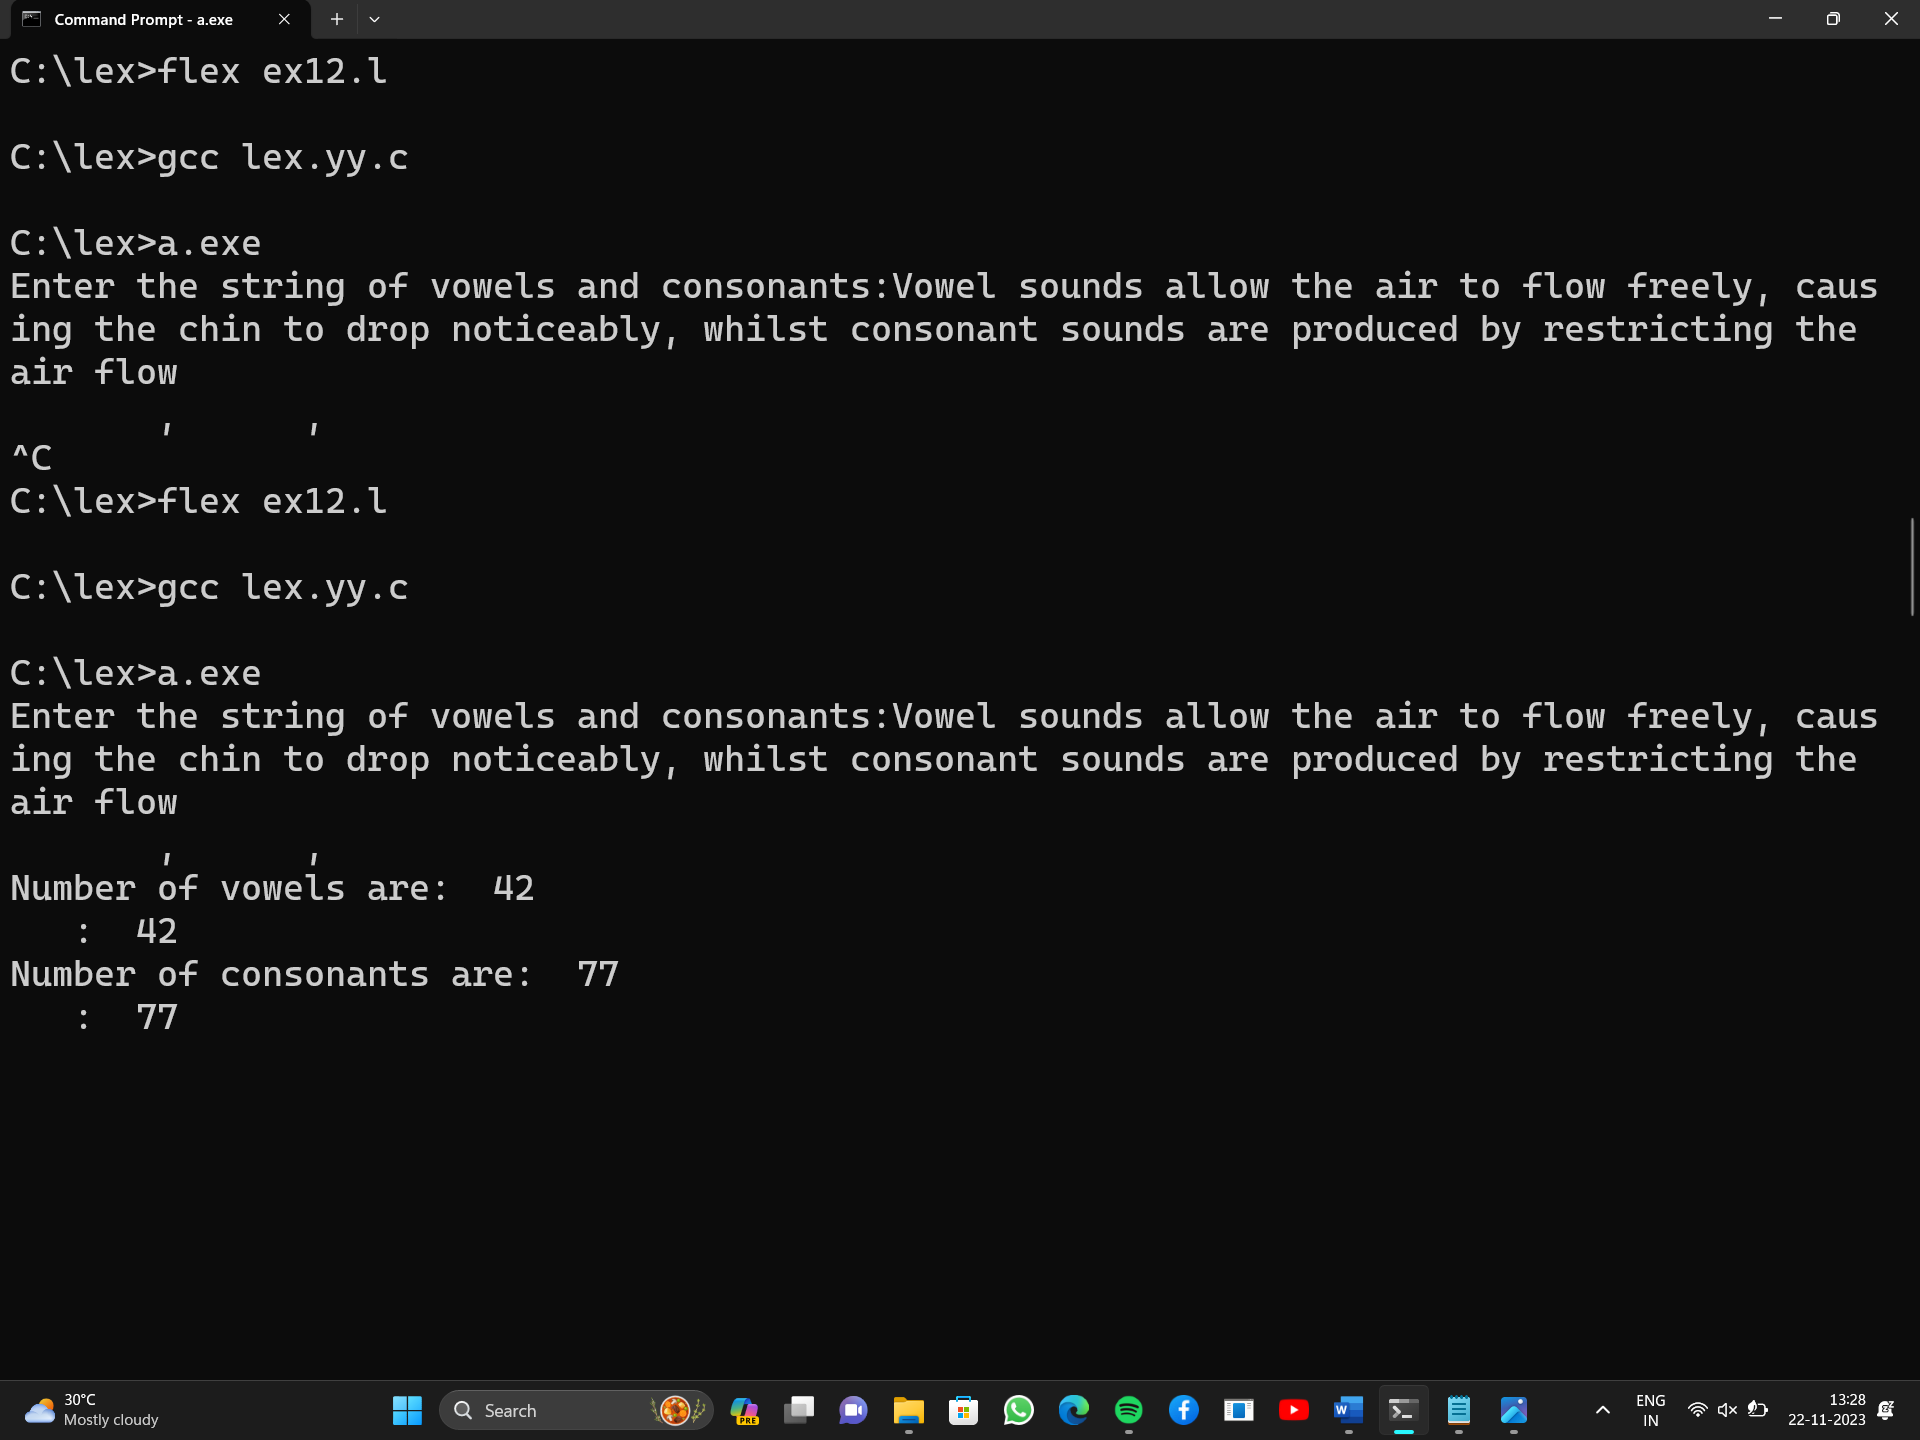 Command Prompt - a.exe
C:\lex>flex ex12.l
C:\lex>gcc lex.yy.c
C:\lex>a.exe
Enter the string of vowels and consonants:Vowel sounds allow the air to flow freely, caus
ing the chin to drop noticeably, whilst consonant sounds are produced by restricting the
air flow
, ,
^C
C:\lex>flex ex12.l
C:\lex>gcc lex.yy.c
C:\lex>a.exe
Enter the string of vowels and consonants:Vowel sounds allow the air to flow freely, caus
ing the chin to drop noticeably, whilst consonant sounds are produced by restricting the
air flow
, ,
Number of vowels are:  42
:  42
Number of consonants are:  77
:  77
30°C
Mostly cloudy
Search
PRE
W
ENG
IN
13:28
22-11-2023